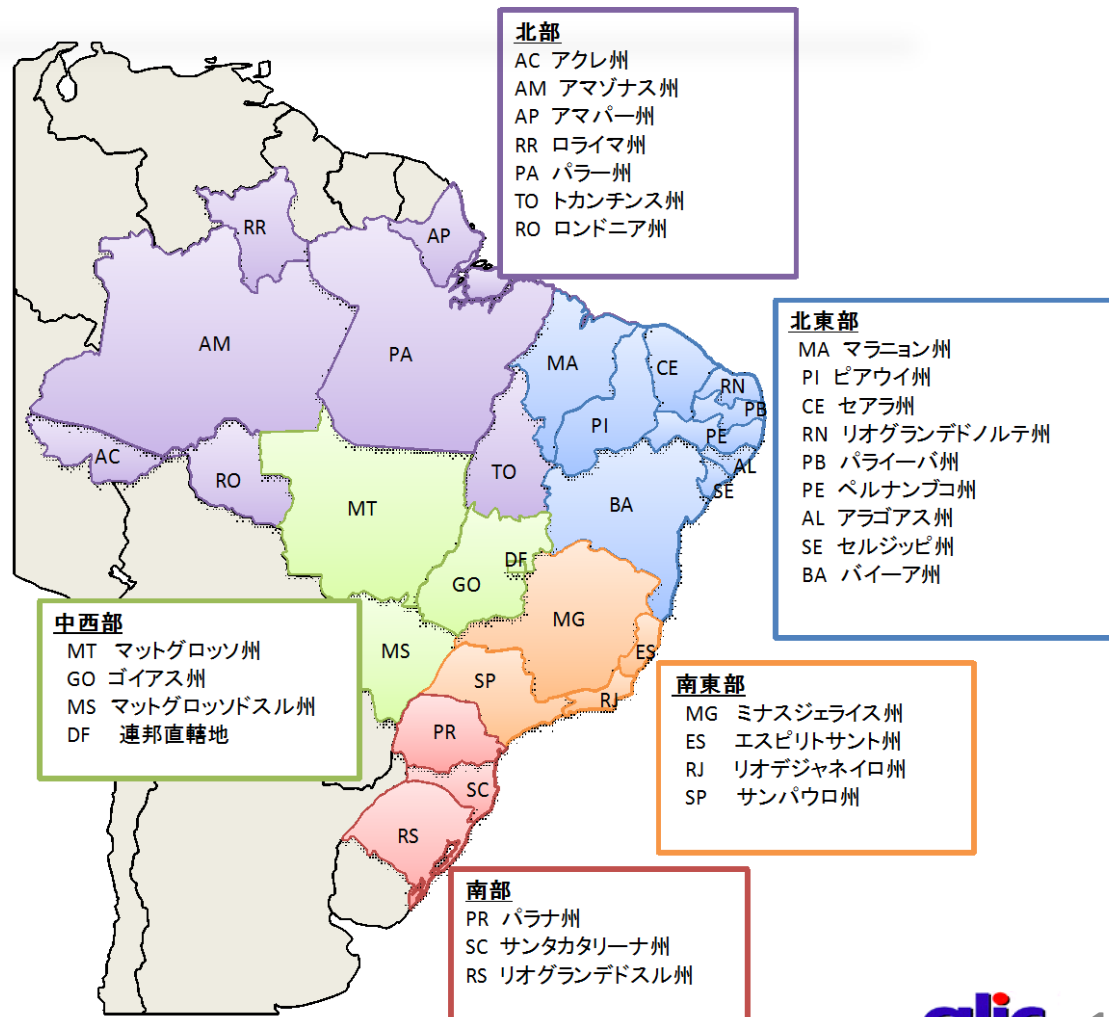 北部
AC アクレ州
AM アマゾナス州
AP アマパー州
RR ロライマ州
PA パラー州
TO トカンチンス州
RO ロンドニア州
北東部
MA マラニョン州
PI ピアウイ州
CE セアラ州
RN リオグランデドノルテ州
PB パライーバ州
PE ペルナンブコ州
AL アラゴアス州
SE セルジッピ州
BA バイーア州
中西部
MT マットグロッソ州
GO ゴイアス州
MS マットグロッソドスル州
DF 連邦直轄地
南東部
MG ミナスジェライス州
ES エスピリトサント州
RJ リオデジャネイロ州
SP サンパウロ州
南部
PR パラナ州
SC サンタカタリーナ州
RS リオグランデドスル州
RR
AP
AM
PA
MA
CE
RN
PB
PI
PE
AL
SE
AC
RO
TO
MT
BA
DF
GO
MG
MS
ES
SP
RJ
PR
SC
RS
alic